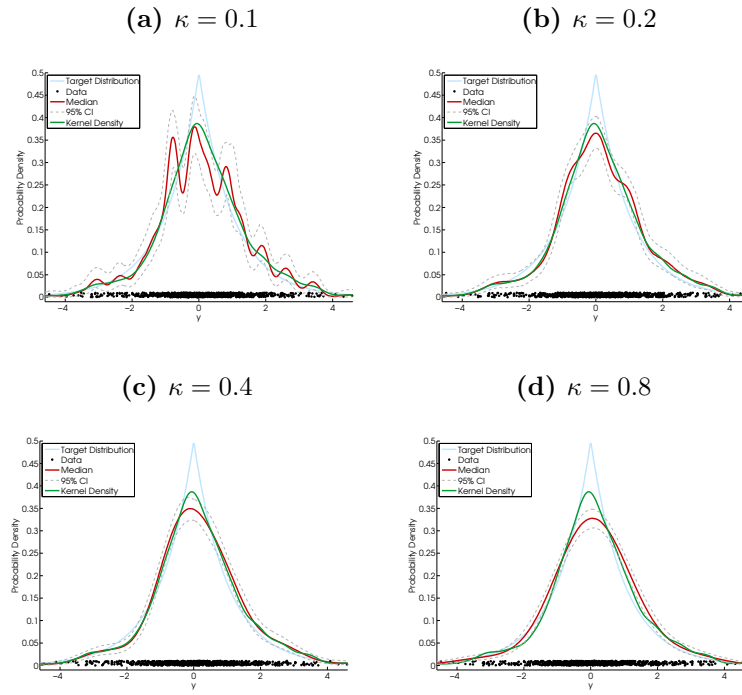 (a) κ = 0.1
(b) κ = 0.2
0.5
0.45
0.4
0.35
0.3
0.25
0.2
0.15
0.1
0.05
0
Probability Density
Target Distribution
Data
Median
95% CI
Kernel Density
−4
−2
0
2
4
y
0.5
0.45
0.4
0.35
0.3
0.25
0.2
0.15
0.1
0.05
0
Probability Density
Target Distribution
Data
Median
95% CI
Kernel Density
−4
−2
0
2
4
y
(c) κ = 0.4
(d) κ = 0.8
0.5
0.45
0.4
0.35
0.3
0.25
0.2
0.15
0.1
0.05
0
Probability Density
Target Distribution
Data
Median
95% CI
Kernel Density
−4
−2
0
2
4
y
0.5
0.45
0.4
0.35
0.3
0.25
0.2
0.15
0.1
0.05
0
Probability Density
Target Distribution
Data
Median
95% CI
Kernel Density
−4
−2
0
2
4
y